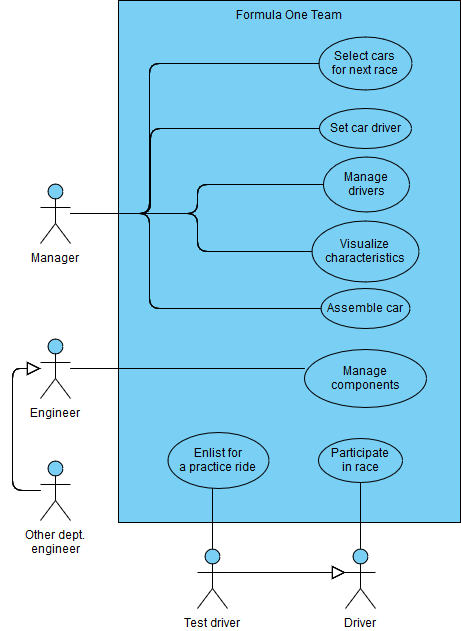 Formula One Team
Select cars
for next race
Set car driver
Manage
drivers
Manager
Visualize
characteristics
Assemble car
Manage
components
Engineer
Enlist for
a practice ride
Participate
in race
Other dept.
engineer
Test driver
Driver